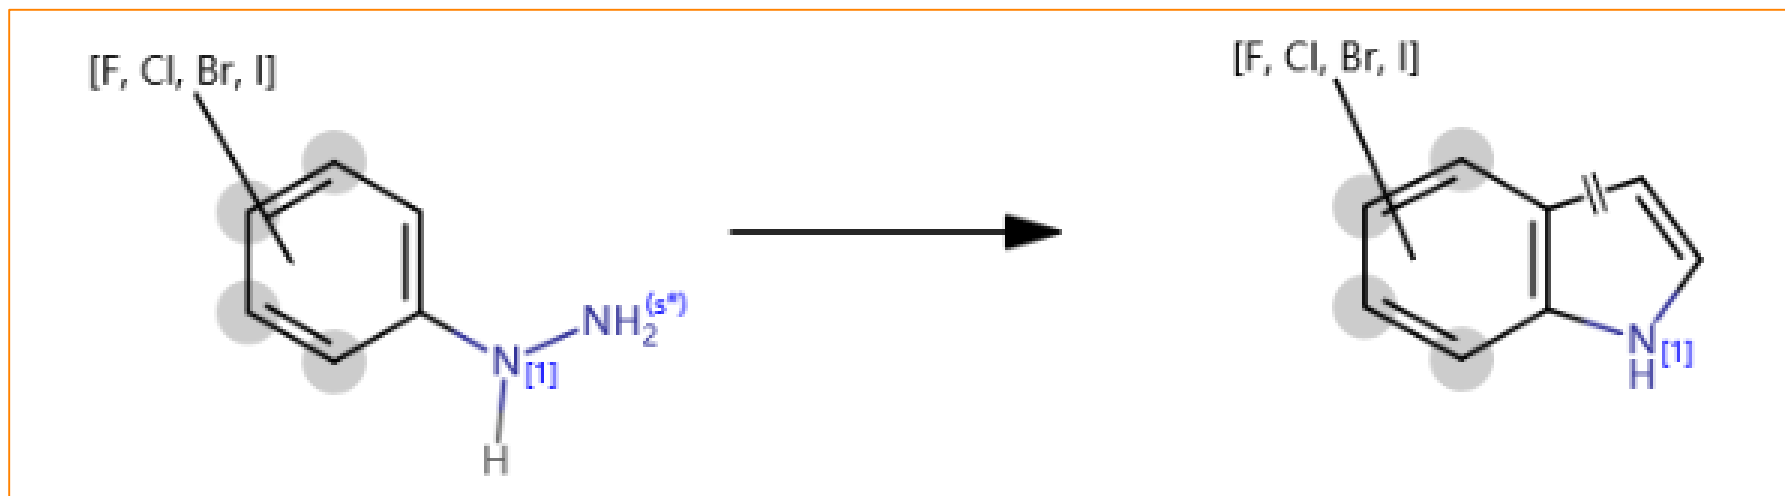 [F, Cl, Br, I]
[F, Cl, Br, I]
NH2(s*)
N[1]
H
N[1]
H